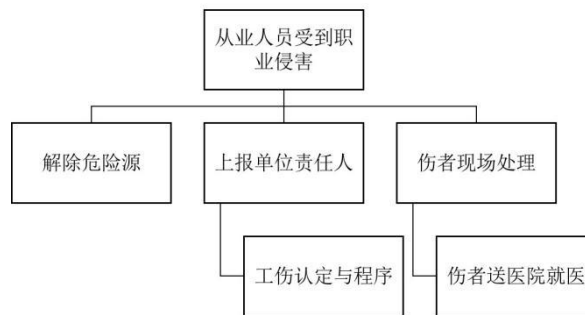 从业人员受到职
业侵害
解除危险源
上报单位责任人
伤者现场处理
工伤认定与程序
伤者送医院就医